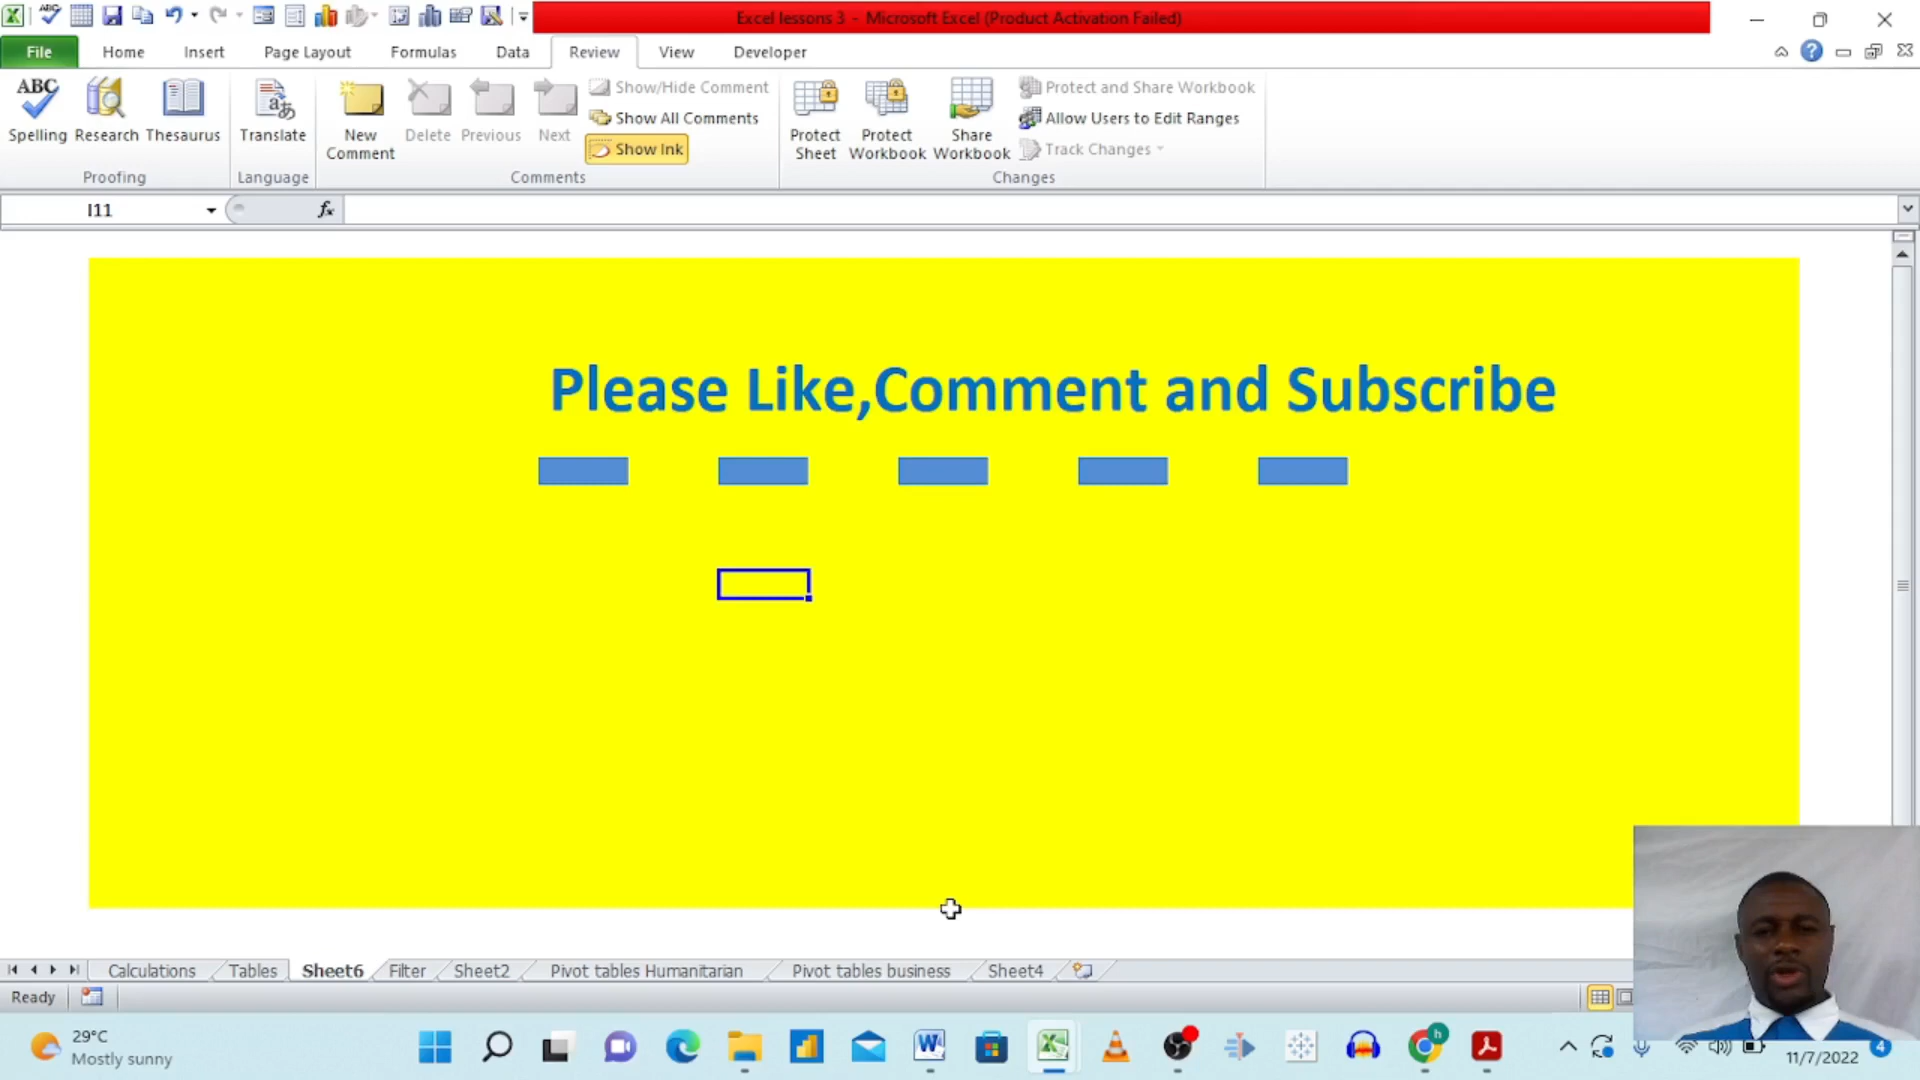 Excel lessons 3 - Microsoft Excel (Product Activation Failed)
File Home Insert Page Layout Formulas Data Review View Developer
ABC
Spelling Research Thesaurus Translate New Comment Delete Previous Next
Show/Hide Comment
Show All Comments
Show Ink
Protect Sheet Protect Workbook Share Workbook
Protect and Share Workbook
Allow Users to Edit Ranges
Track Changes
Proofing Language Comments Changes
I11 fx
Please Like,Comment and Subscribe
Calculations Tables Sheet6 Filter Sheet2 Pivot tables Humanitarian Pivot tables business Sheet4
Ready
29°C
Mostly sunny
11/7/2022 4